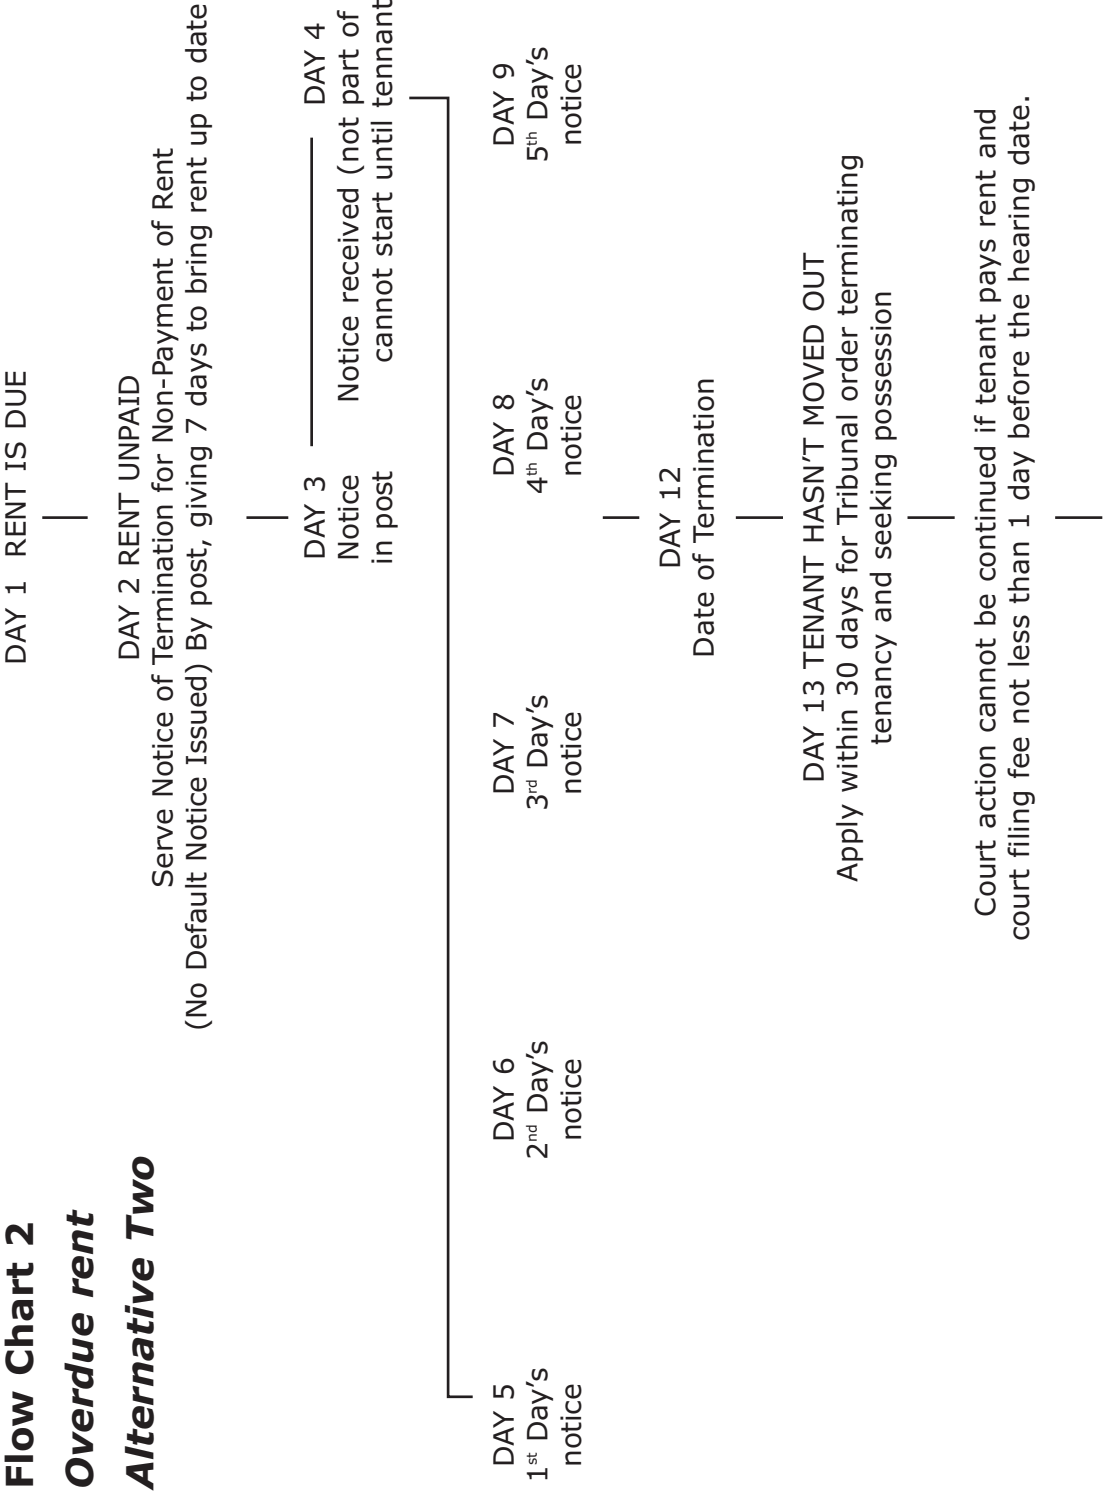 Flow Chart 2
Overdue rent
Alternative Two
DAY 1 RENT IS DUE
DAY 2 RENT UNPAID
Serve Notice of Termination for Non-Payment of Rent
(No Default Notice Issued) By post, giving 7 days to bring rent up to date
DAY 3
Notice
in post
DAY 4
Notice received (not part of
cannot start until tennant
DAY 5
1st Day's
notice
DAY 6
2nd Day's
notice
DAY 7
3rd Day's
notice
DAY 8
4th Day's
notice
DAY 9
5th Day's
notice
DAY 12
Date of Termination
DAY 13 TENANT HASN'T MOVED OUT
Apply within 30 days for Tribunal order terminating
tenancy and seeking possession
Court action cannot be continued if tenant pays rent and
court filing fee not less than 1 day before the hearing date.